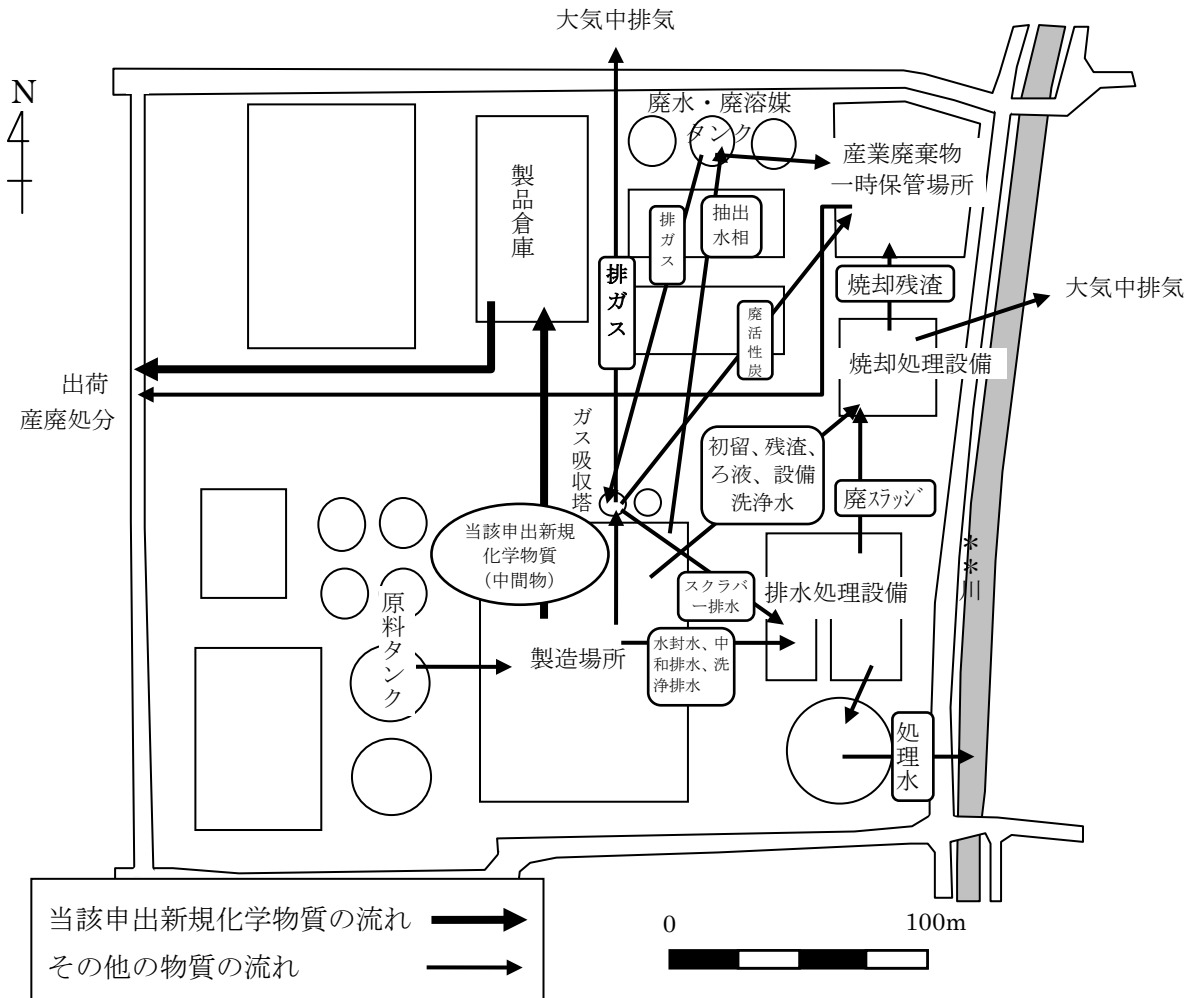 大気中排気
N
廃水・廃溶媒
タンク
産業廃棄物
一時保管場所
製品倉庫
排ガス
抽出
水相
排ガス
焼却残渣
大気中排気
廃活性炭
焼却処理設備
出荷
産廃処分
ガス吸収塔
初留、残渣、
ろ液、設備
洗浄水
廃ｽﾗｯｼﾞ
当該申出新規
化学物質
（中間物）
＊＊川
スクラバ
ー排水
排水処理設備
原料タンク
製造場所
水封水、中
和排水、洗
浄排水
処理水
当該申出新規化学物質の流れ
その他の物質の流れ
0
100m